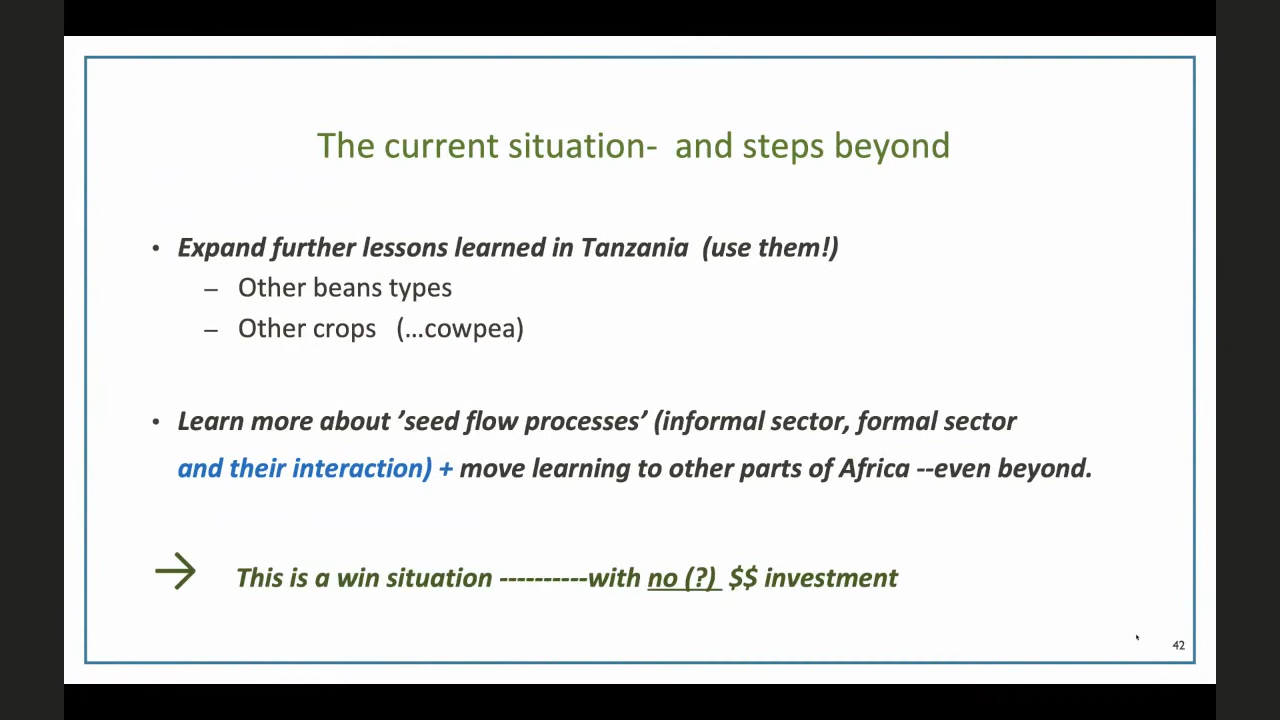 The current situation-  and steps beyond
• Expand further lessons learned in Tanzania  (use them!)
– Other beans types
– Other crops   (...cowpea)
• Learn more about ’seed flow processes’ (informal sector, formal sector
and their interaction) + move learning to other parts of Africa --even beyond.
→ This is a win situation ----------with no (?)  $$ investment
42